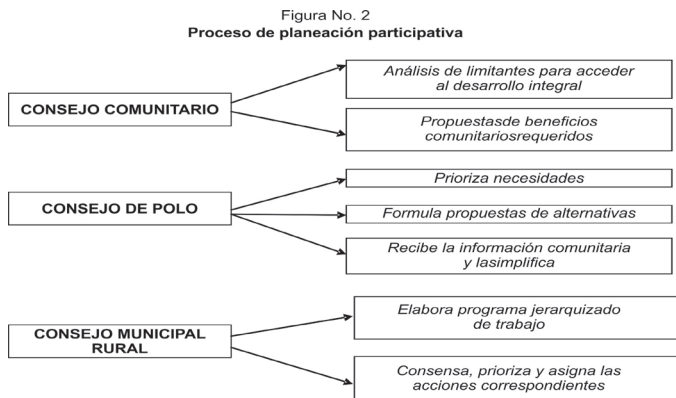 Figura No. 2
Proceso de planeación participativa
CONSEJO COMUNITARIO
Análisis de limitantes para acceder
al desarrollo integral
Propuestasde beneficios
comunitariosrequeridos
CONSEJO DE POLO
Prioriza necesidades
Formula propuestas de alternativas
Recibe la información comunitaria
y lasimplifica
CONSEJO MUNICIPAL
RURAL
Elabora programa jerarquizado
de trabajo
Consensa, prioriza y asigna las
acciones correspondientes